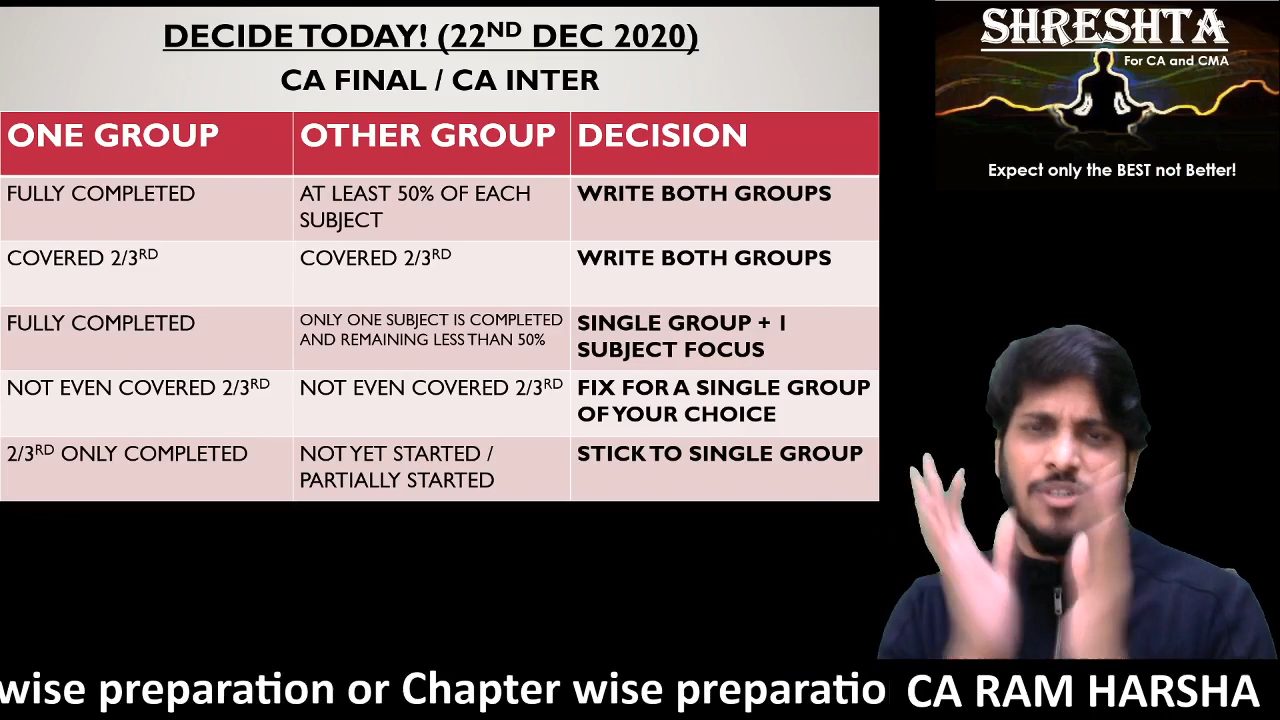 DECIDE TODAY! (22ND DEC 2020)
CA FINAL / CA INTER
ONE GROUP OTHER GROUP DECISION
FULLY COMPLETED AT LEAST 50% OF EACH SUBJECT WRITE BOTH GROUPS
COVERED 2/3RD COVERED 2/3RD WRITE BOTH GROUPS
FULLY COMPLETED ONLY ONE SUBJECT IS COMPLETED AND REMAINING LESS THAN 50% SINGLE GROUP + 1 SUBJECT FOCUS
NOT EVEN COVERED 2/3RD NOT EVEN COVERED 2/3RD FIX FOR A SINGLE GROUP OF YOUR CHOICE
2/3RD ONLY COMPLETED NOT YET STARTED / PARTIALLY STARTED STICK TO SINGLE GROUP
SHRESHTA
For CA and CMA
Expect only the BEST not Better!
wise preparation or Chapter wise preparatio
CA RAM HARSHA